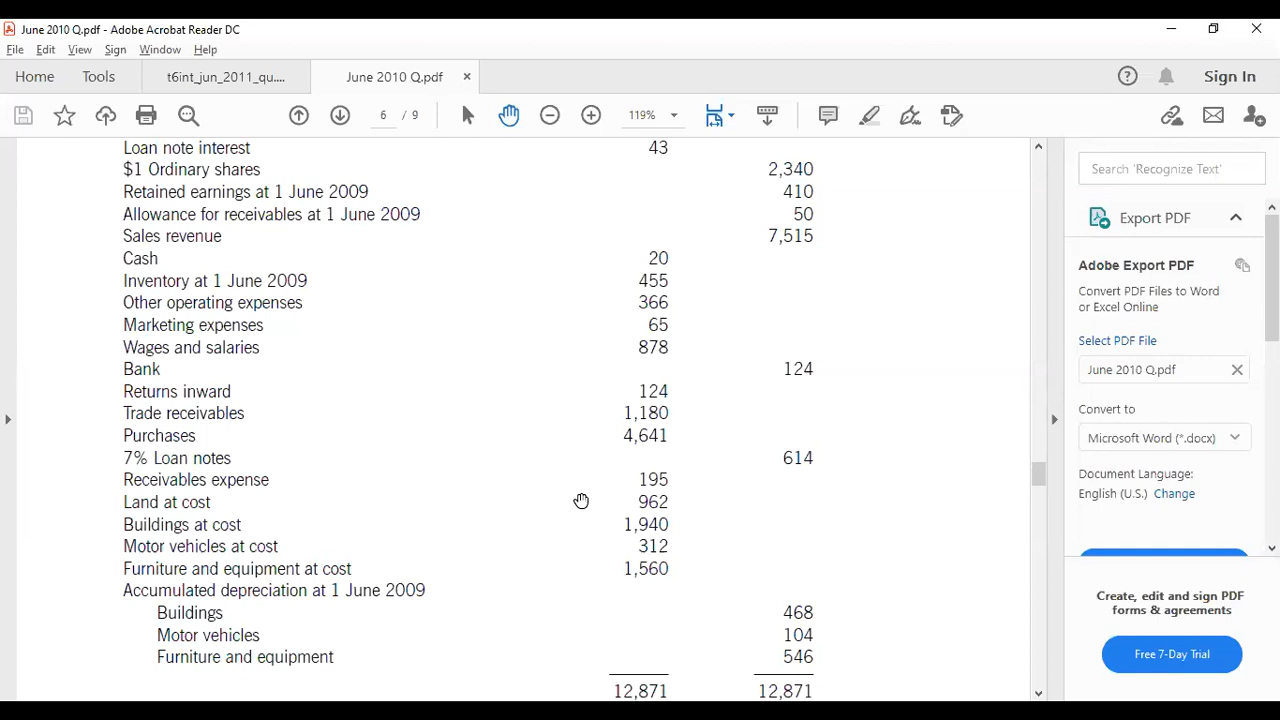 June 2010 Q.pdf - Adobe Acrobat Reader DC
File Edit View Sign Window Help
Home Tools t6int_jun_2011_qu.... June 2010 Q.pdf × Sign In
6 / 9 119%
Loan note interest 43
$1 Ordinary shares 2,340
Retained earnings at 1 June 2009 410
Allowance for receivables at 1 June 2009 50
Sales revenue 7,515
Cash 20
Inventory at 1 June 2009 455
Other operating expenses 366
Marketing expenses 65
Wages and salaries 878
Bank 124
Returns inward 124
Trade receivables 1,180
Purchases 4,641
7% Loan notes 614
Receivables expense 195
Land at cost 962
Buildings at cost 1,940
Motor vehicles at cost 312
Furniture and equipment at cost 1,560
Accumulated depreciation at 1 June 2009
Buildings 468
Motor vehicles 104
Furniture and equipment 546
12,871 12,871
Search 'Recognize Text'
Export PDF
Adobe Export PDF
Convert PDF Files to Word
or Excel Online
Select PDF File
June 2010 Q.pdf
Convert to
Microsoft Word (*.docx)
Document Language:
English (U.S.) Change
Create, edit and sign PDF
forms & agreements
Free 7-Day Trial